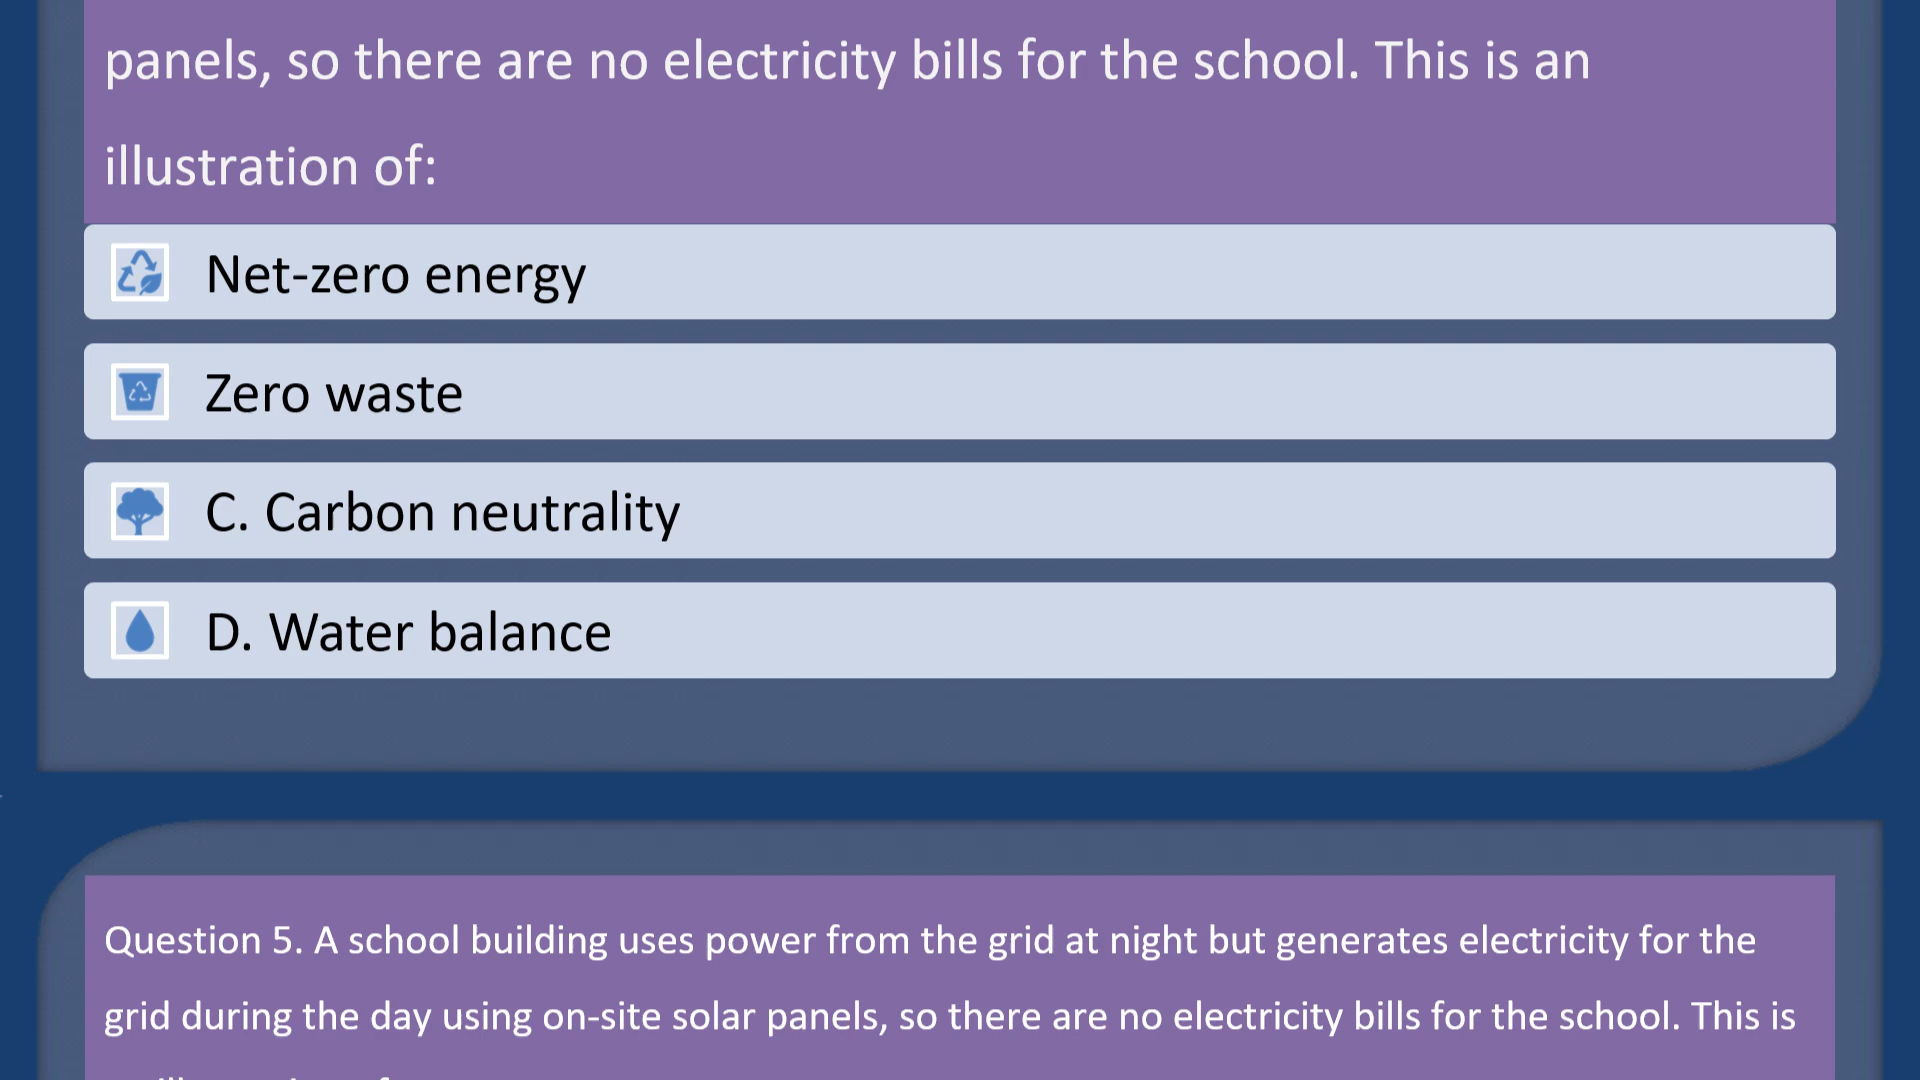 panels, so there are no electricity bills for the school. This is an
illustration of:
Net-zero energy
Zero waste
C. Carbon neutrality
D. Water balance
Question 5. A school building uses power from the grid at night but generates electricity for the
grid during the day using on-site solar panels, so there are no electricity bills for the school. This is